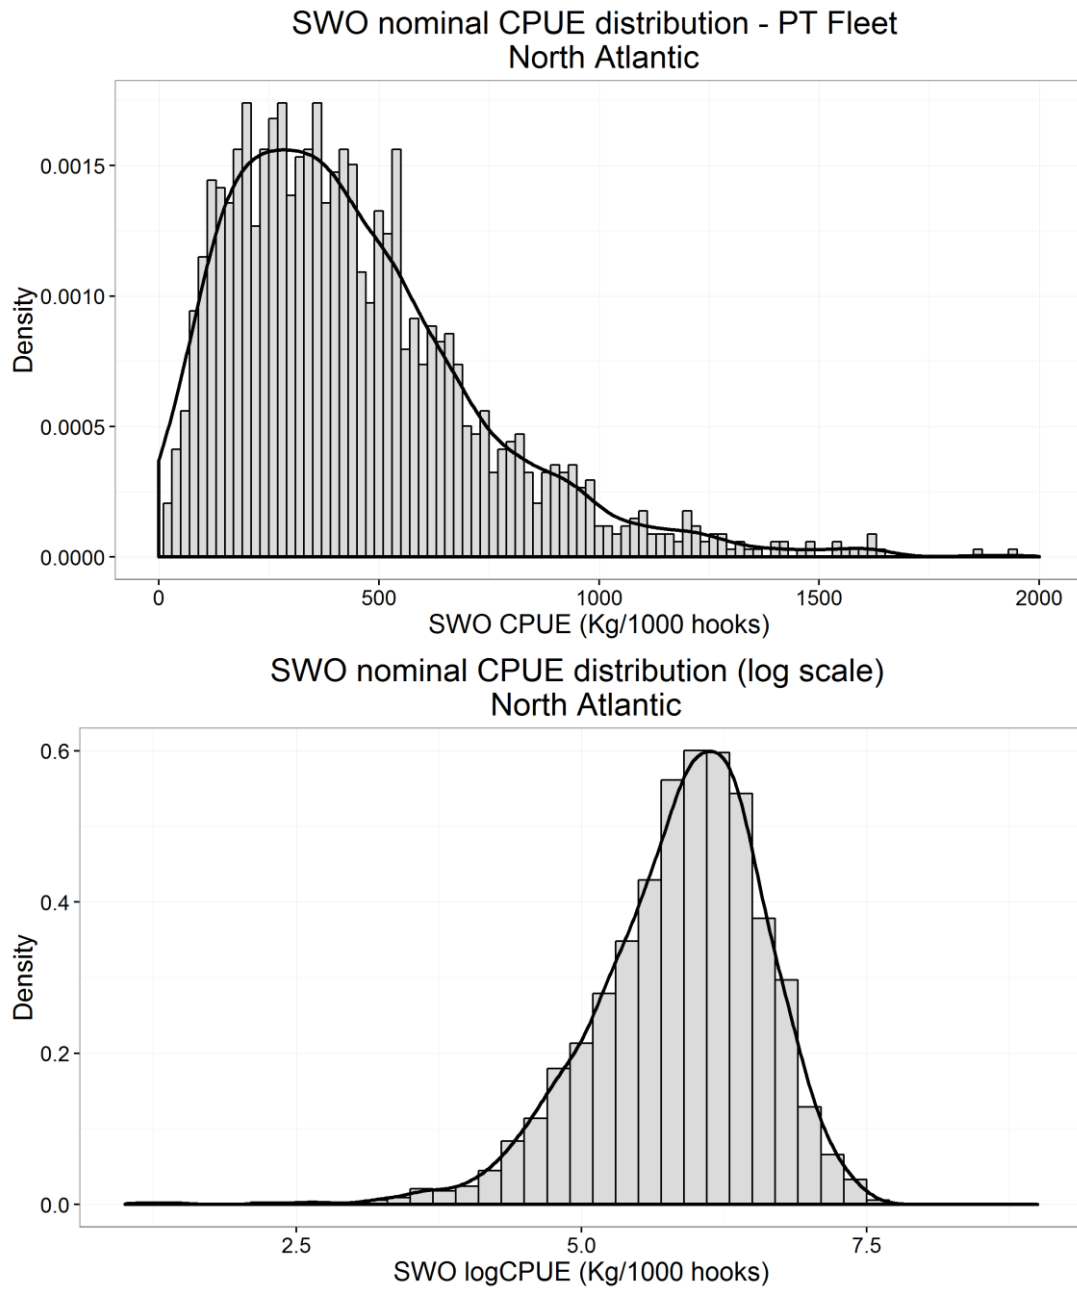 SWO nominal CPUE distribution - PT Fleet
North Atlantic
Density
0.0015
0.0010
0.0005
0.0000
0
500
1000
1500
2000
SWO CPUE (Kg/1000 hooks)
SWO nominal CPUE distribution (log scale)
North Atlantic
Density
0.6
0.4
0.2
0.0
2.5
5.0
7.5
SWO logCPUE (Kg/1000 hooks)